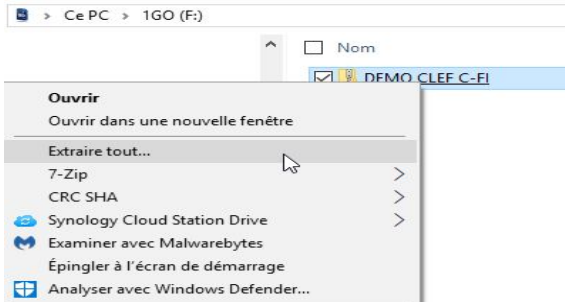 Ce PC > 1GO (F:)
Nom
DEMO CLEF C-FI
Ouvrir
Ouvrir dans une nouvelle fenêtre
Extraire tout...
7-Zip
CRC SHA
Synology Cloud Station Drive
Examiner avec Malwarebytes
Épingler à l'écran de démarrage
Analyser avec Windows Defender...